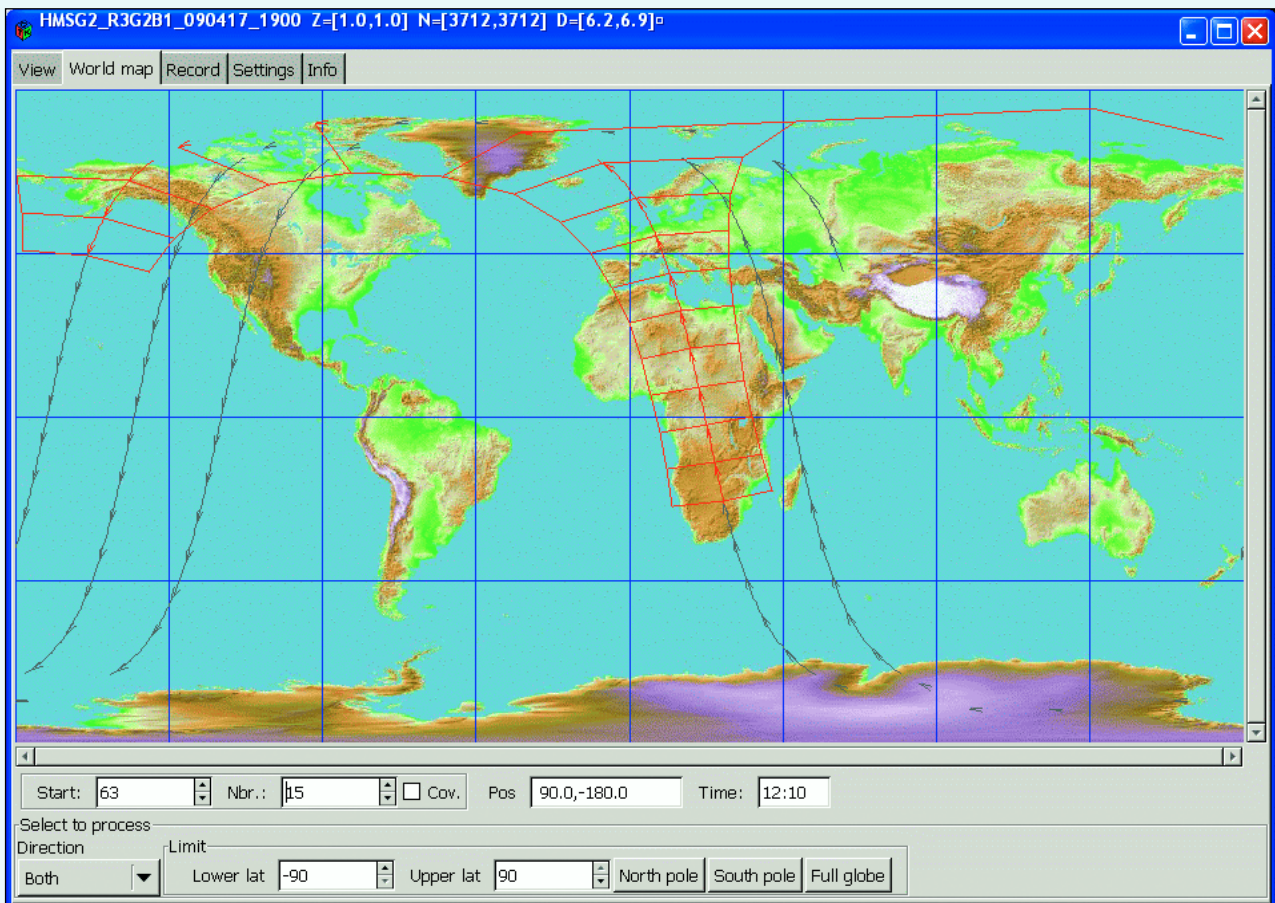 HMSG2_R3G2B1_090417_1900 Z=[1.0,1.0] N=[3712,3712] D=[6.2,6.9]
View World map Record Settings Info
Start: 63 Nbr.: 15 Cov. Pos 90.0,-180.0 Time: 12:10
Select to process
Direction Limit
Both Lower lat -90 Upper lat 90 North pole South pole Full globe